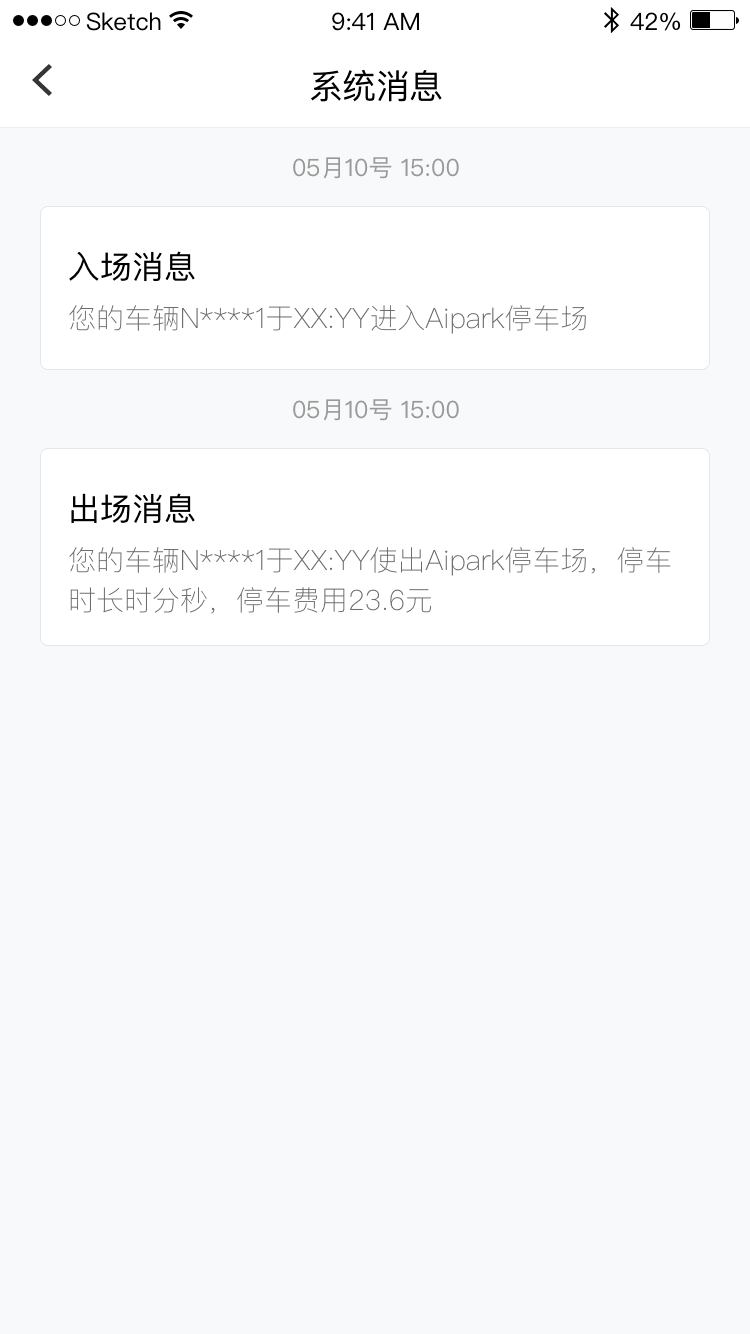 Sketch 9:41 AM 42%
系统消息
05月10号 15:00
入场消息
您的车辆N****1于XX:YY进入Aipark停车场
05月10号 15:00
出场消息
您的车辆N****1于XX:YY使出Aipark停车场，停车
时长时分秒，停车费用23.6元